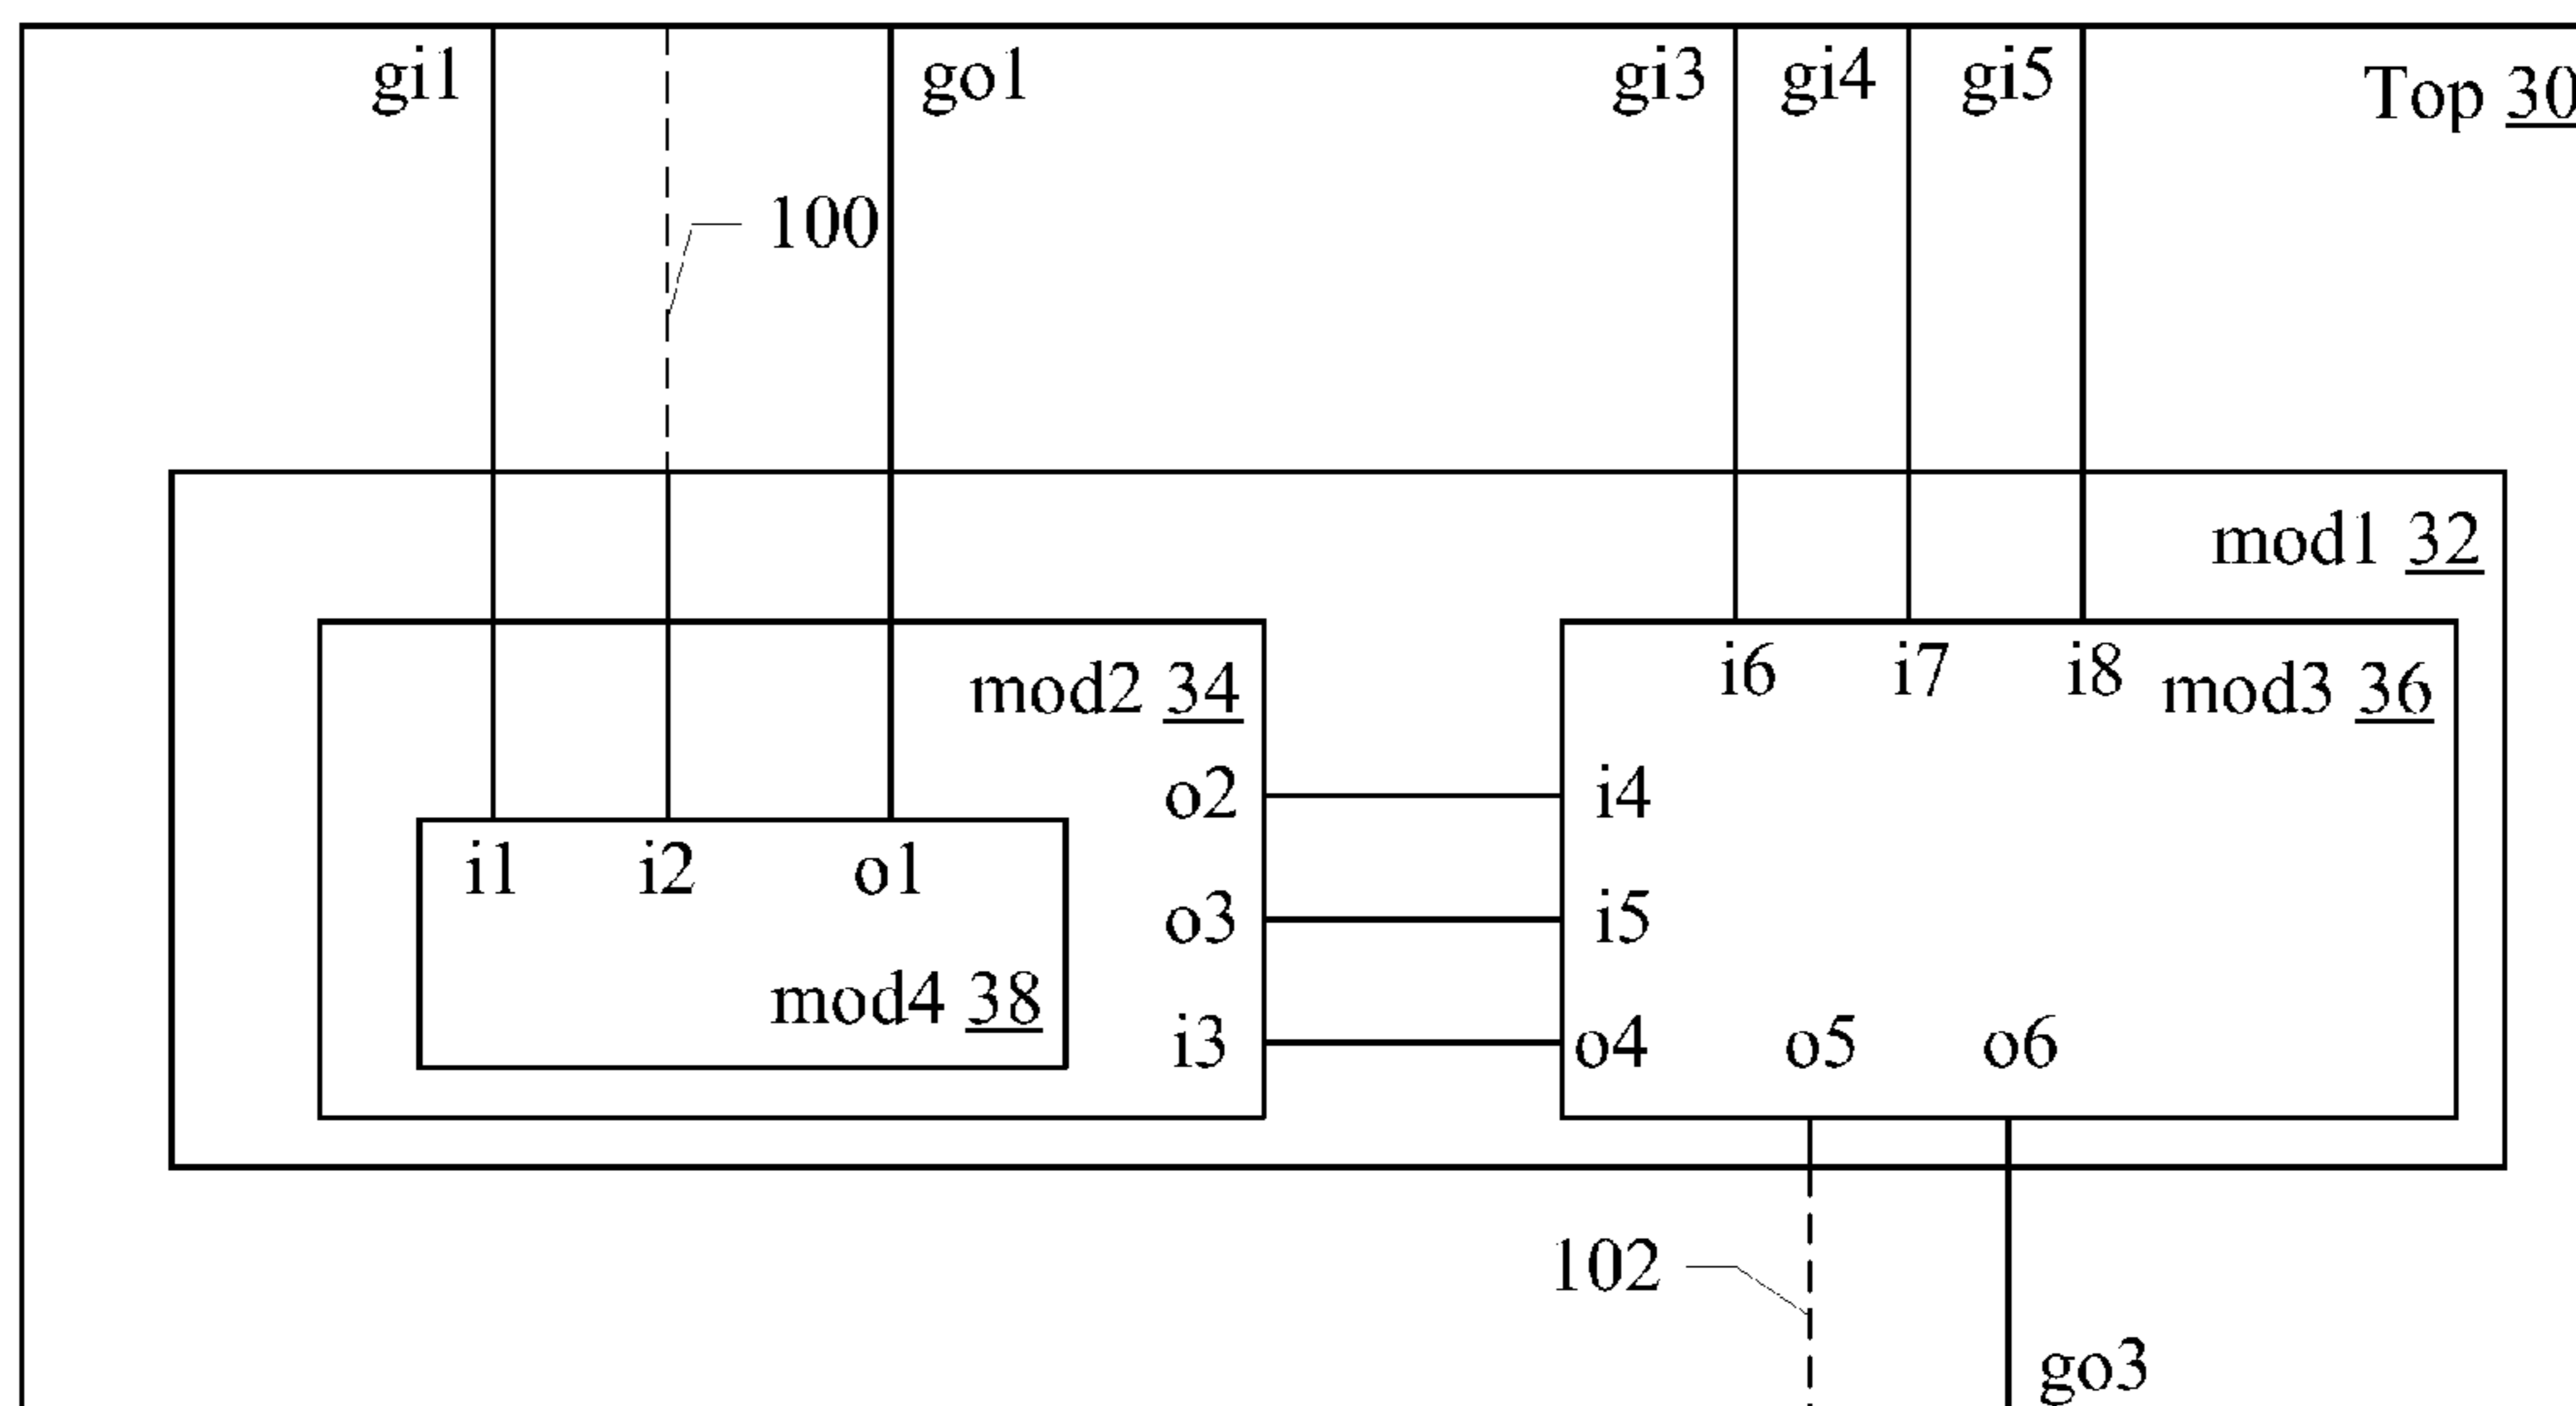 gi1
go1
gi3
gi4
gi5
Top 30
100
mod1 32
mod2 34
i6
i7
i8
mod3 36
o2
i4
i1
i2
o1
o3
i5
mod4 38
i3
o4
o5
o6
102
go3